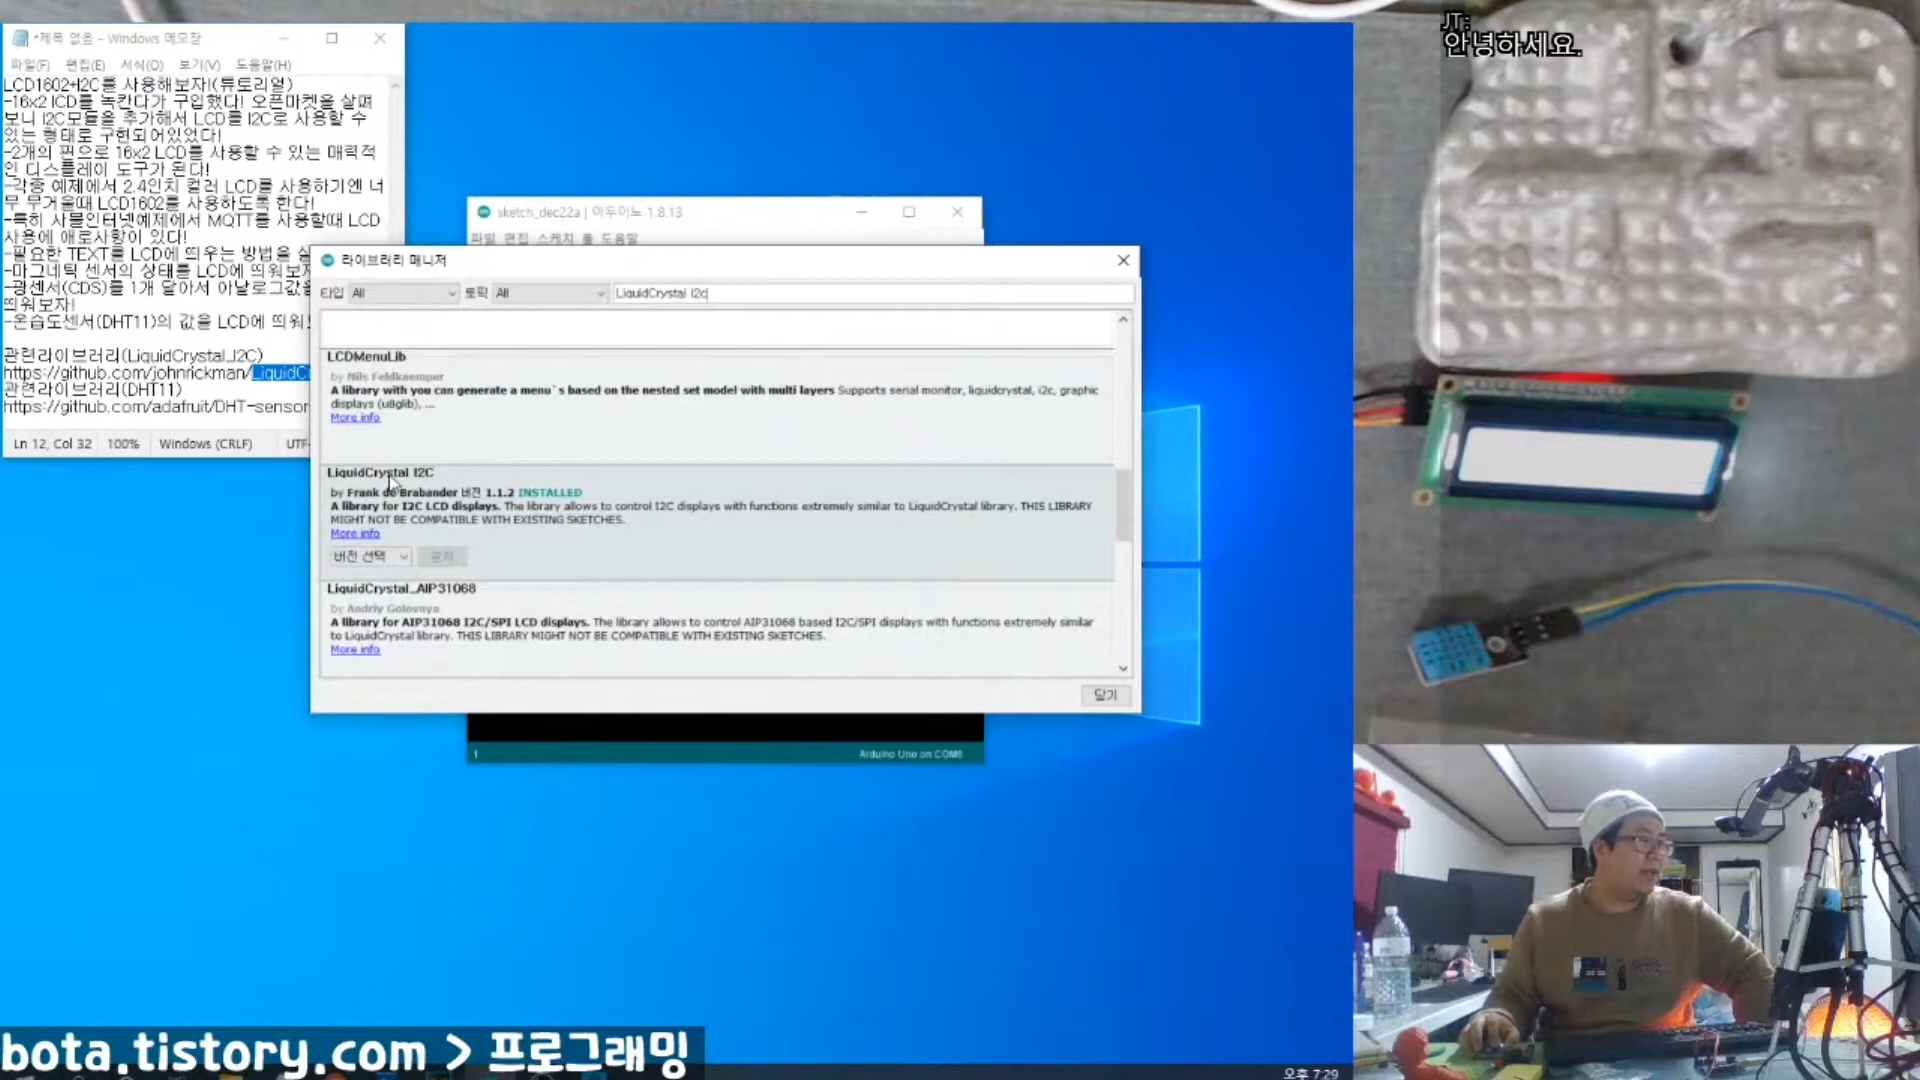 *제목 없음 - Windows 메모장
파일(F) 편집(E) 서식(O) 보기(V) 도움말(H)
LCD1602+I2C를 사용해보자!(튜토리얼)
-16x2 lCD를 녹칸다가 구입했다! 오픈마켓을 살펴
보니 I2C모듈을 추가해서 LCD를 I2C로 사용할 수
있는 형태로 구현되어있었다!
-2개의 핀으로 16x2 LCD를 사용할 수 있는 매력적
인 디스플레이 도구가 된다!
-각종 예제에서 2.4인치 컬러 LCD를 사용하기엔 너
무 무거울때 LCD1602를 사용하도록 한다!
-특히 사물인터넷예제에서 MQTT를 사용할때 LCD
사용에 애로사항이 있다!
-필요한 TEXT를 LCD에 띄우는 방법을
-마그네틱 센서의 상태를 LCD에 띄워보자
-광센서(CDS)를 1개 달아서 아날로그값을
띄워보자!
-온습도센서(DHT11)의 값을 LCD에 띄워
관련라이브러리(LiquidCrystal_I2C)
https://github.com/johnrickman/LiquidC
관련라이브러리(DHT11)
https://github.com/adafruit/DHT-sensor
Ln 12, Col 32 100% Windows (CRLF) UTF-
sketch_dec22a | 아두이노 1.8.13
파일 편집 스케치 툴 도움말
라이브러리 매니저
타입 All 토픽 All LiquidCrystal i2c
LCDMenuLib
by Nils Feldkaemper
A library with you can generate a menu`s based on the nested set model with multi layers Supports serial monitor, liquidcrystal, i2c, graphic
displays (u8glib), ...
More info
LiquidCrystal I2C
by Frank de Brabander 버전 1.1.2 INSTALLED
A library for I2C LCD displays. The library allows to control I2C displays with functions extremely similar to LiquidCrystal library. THIS LIBRARY
MIGHT NOT BE COMPATIBLE WITH EXISTING SKETCHES.
More info
버전 선택 설치
LiquidCrystal_AIP31068
by Andriy Golovnya
A library for AIP31068 I2C/SPI LCD displays. The library allows to control AIP31068 based I2C/SPI displays with functions extremely similar
to LiquidCrystal library. THIS LIBRARY MIGHT NOT BE COMPATIBLE WITH EXISTING SKETCHES.
More info
닫기
1 Arduino Uno on COM6
JT:
안녕하세요.
bota.tistory.com > 프로그래밍
오후 7:29